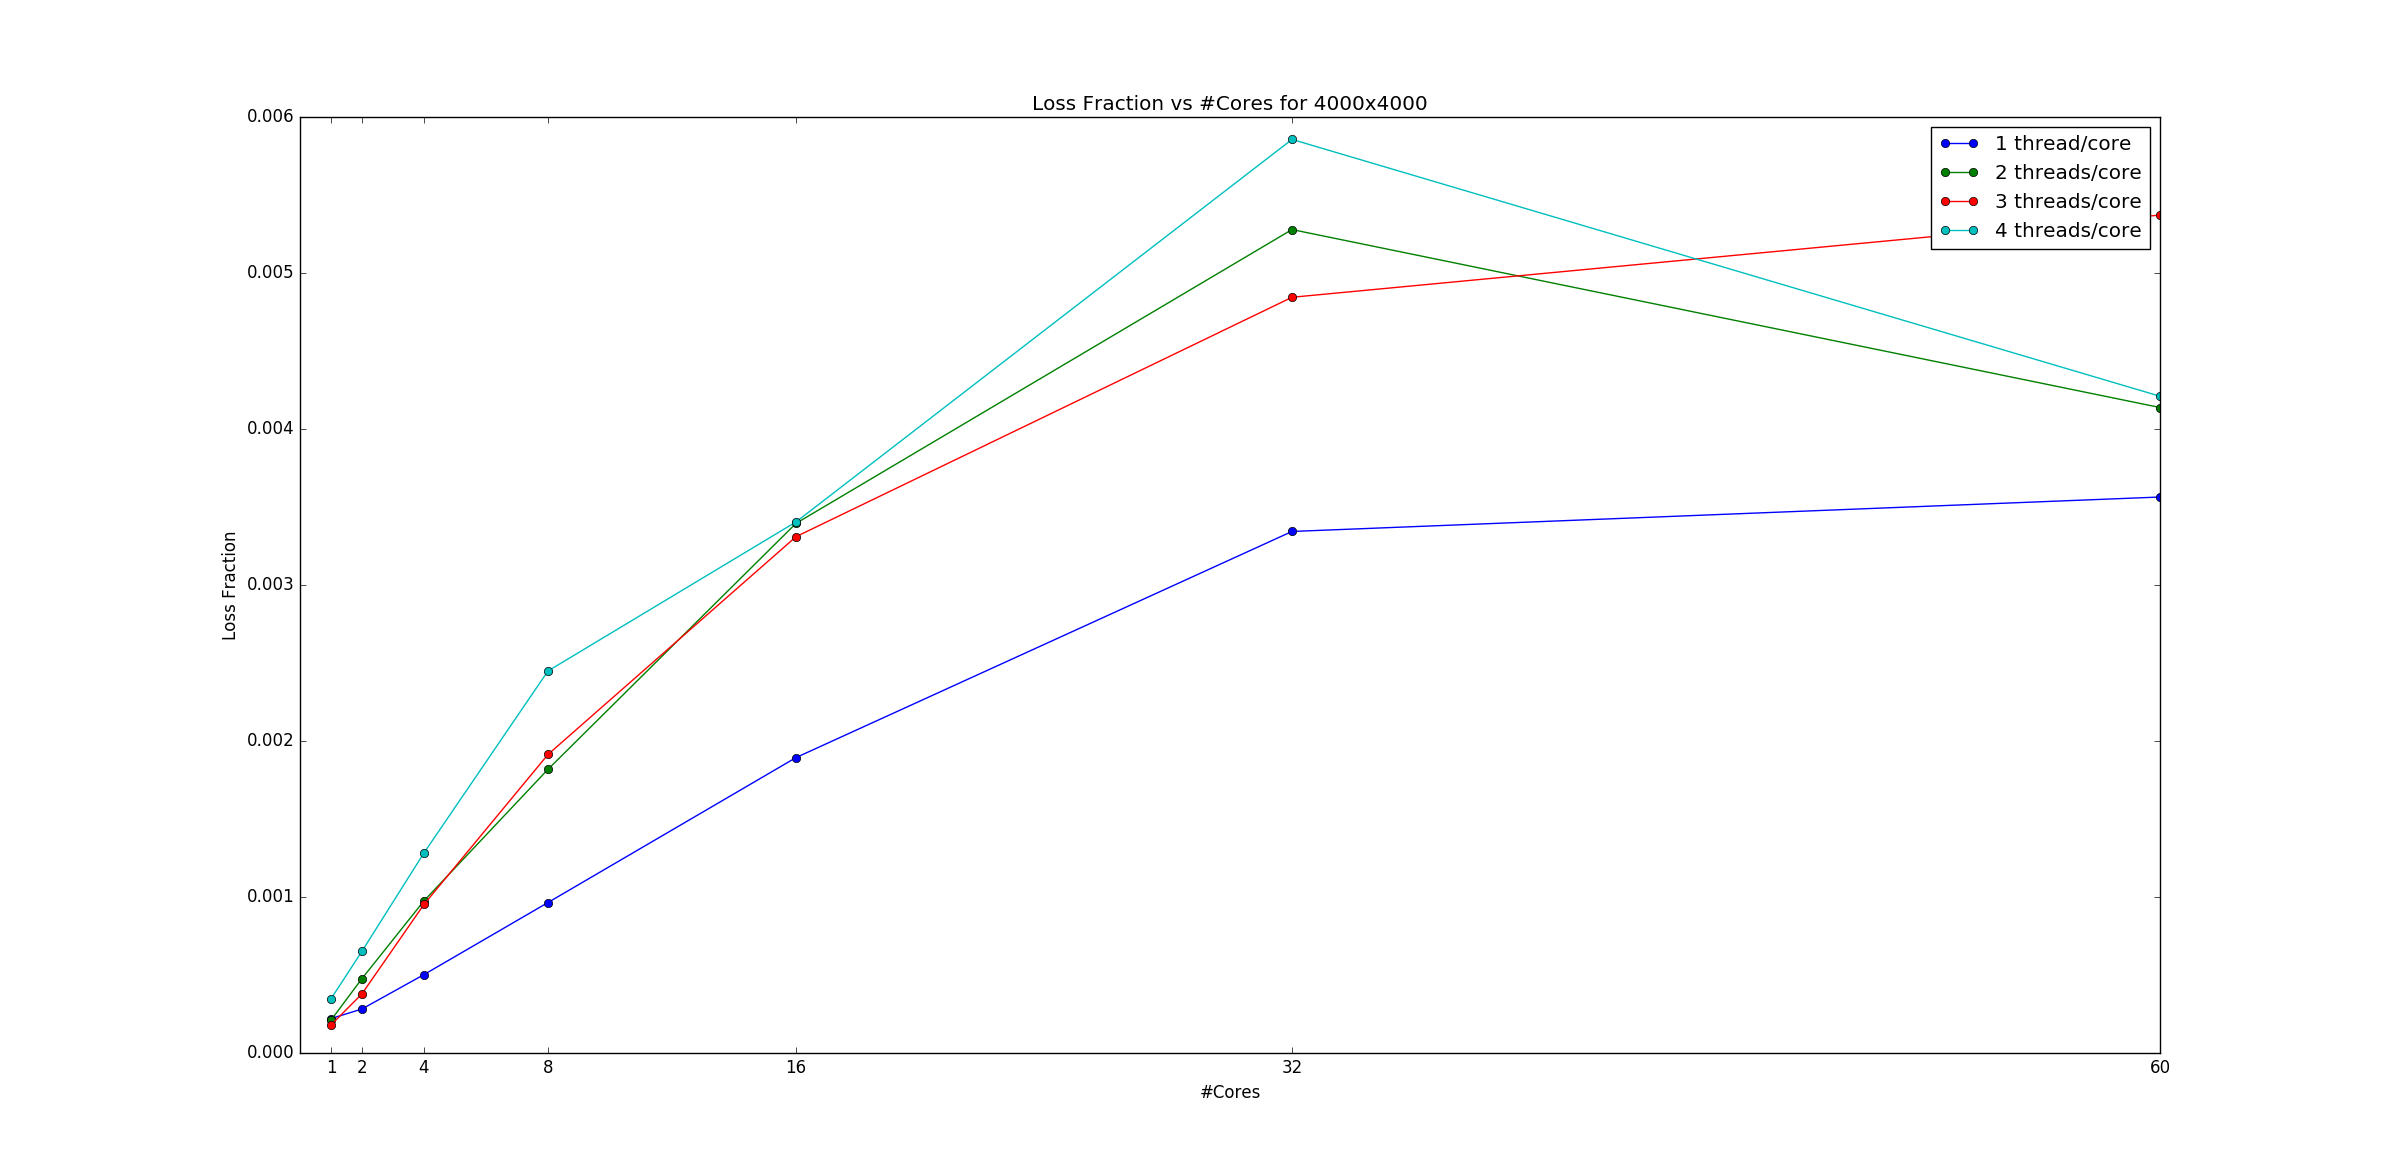 Loss Fraction vs #Cores for 4000x4000
0.006
0.005
0.004
0.003
0.002
0.001
0.000
Loss Fraction
1 thread/core
2 threads/core
3 threads/core
4 threads/core
1 2 4 8 16 32 60
#Cores